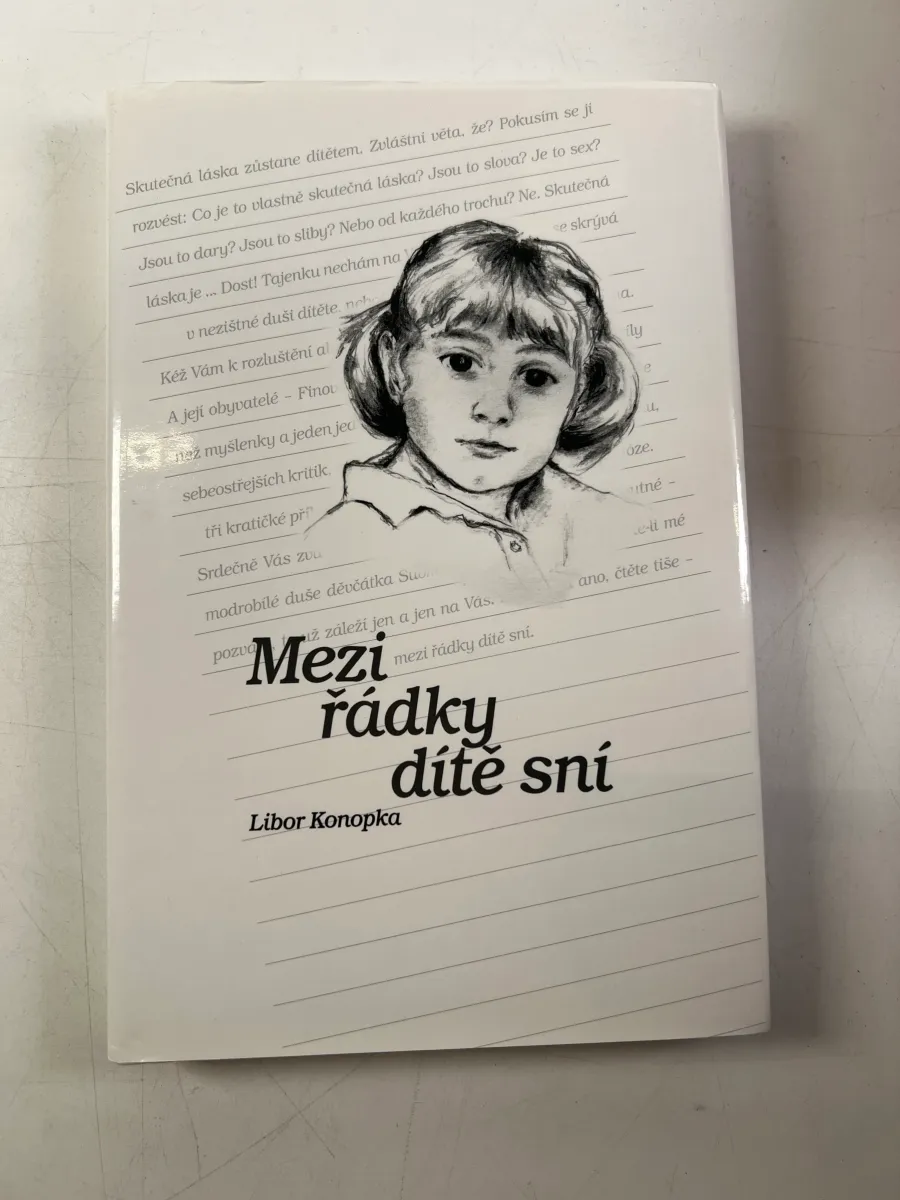 Skutečná láska zůstane dítětem. Zvláštní věta, že? Pokusím se ji
rozvést: Co je to vlastně skutečná láska? Jsou to slova? Je to sex?
Jsou to dary? Jsou to sliby? Nebo od každého trochu? Ne. Skutečná
láska je ... Dost! Tajenku nechám na se skrývá
v nezištné duši dítěte,
Kéž Vám k rozluštění
A její obyvatelé –
než myšlenky a jeden
sebeostřejších kritik.
tři kratičké
Srdečně Vás mé
modrobílé duše děvčátka ano, čtěte tiše –
už záleží jen a jen na Vás.
mezi řádky dítě sní.
Mezi
řádky
dítě sní
Libor Konopka